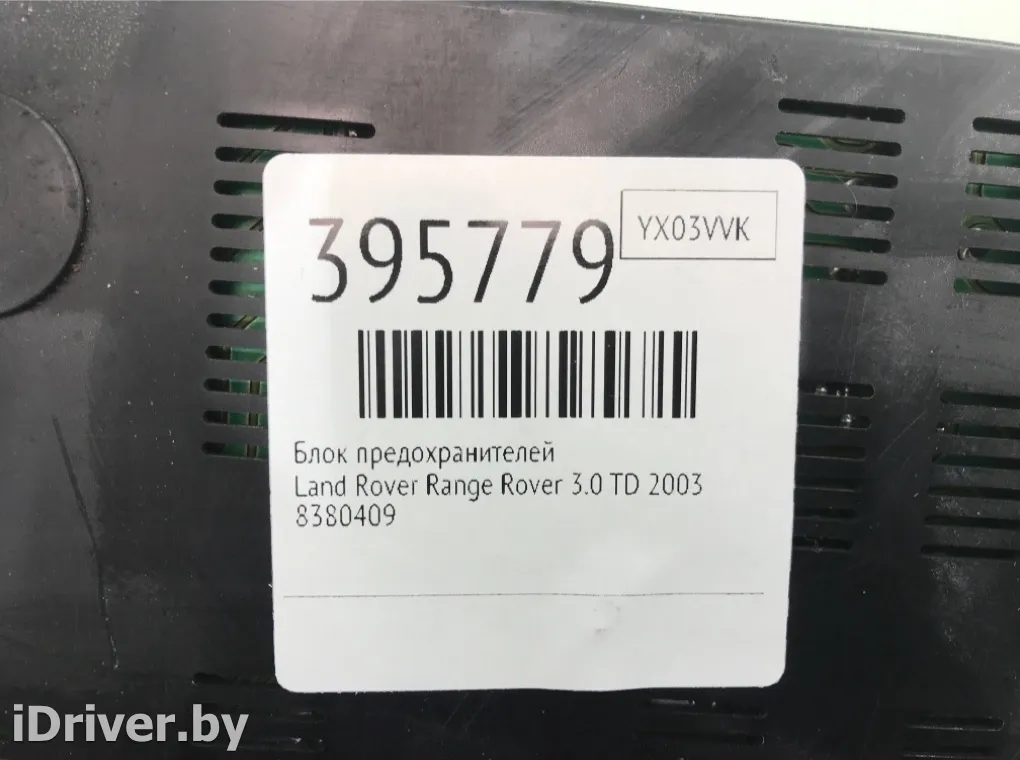 395779
YX03VVK
Блок предохранителей
Land Rover Range Rover 3.0 TD 2003
8380409
iDriver.by